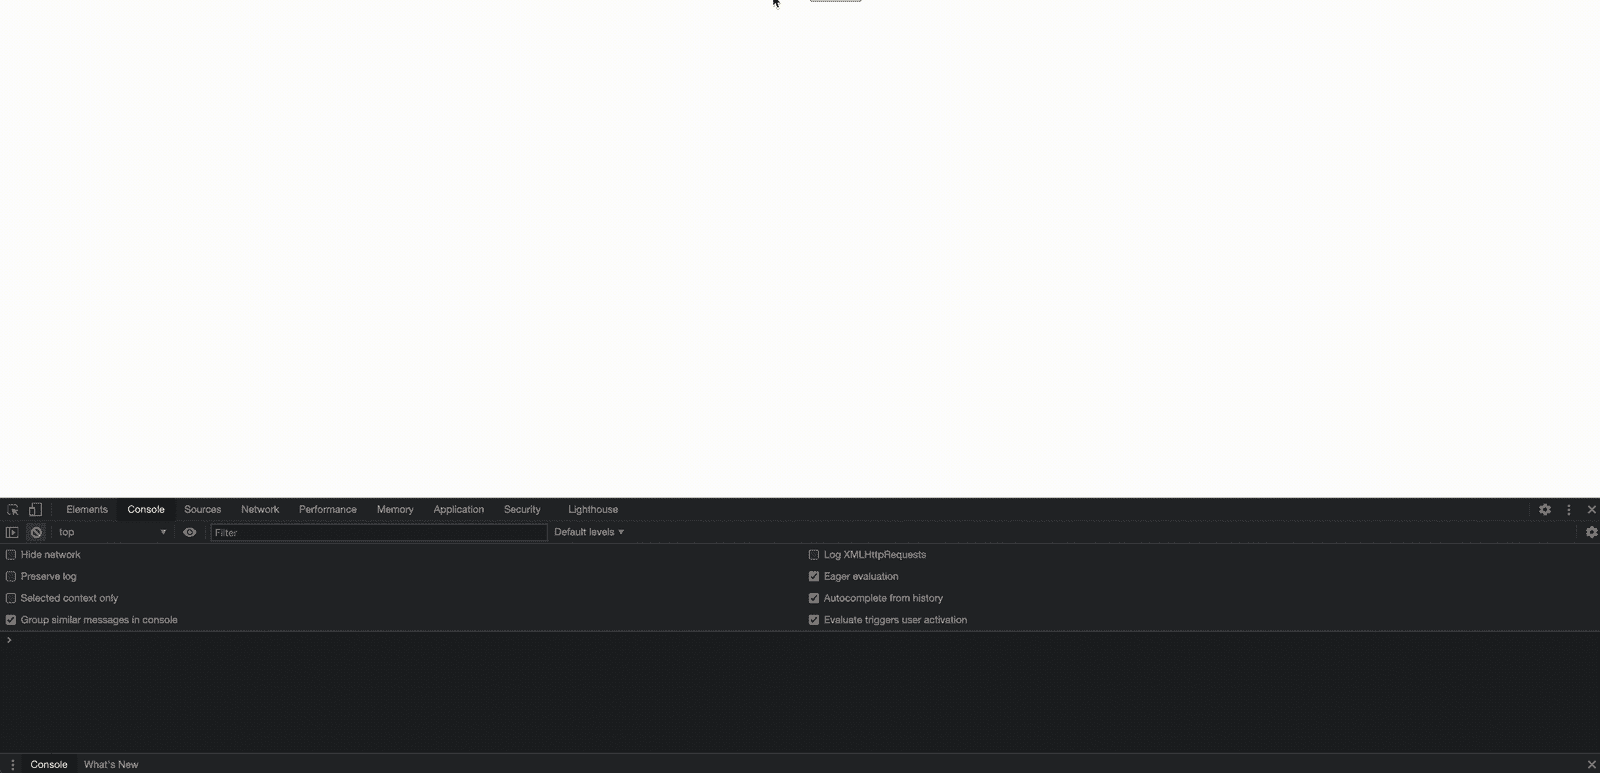 Elements Console Sources Network Performance Memory Application Security Lighthouse
top Filter Default levels
Hide network Log XMLHttpRequests
Preserve log Eager evaluation
Selected context only Autocomplete from history
Group similar messages in console Evaluate triggers user activation
Console What's New